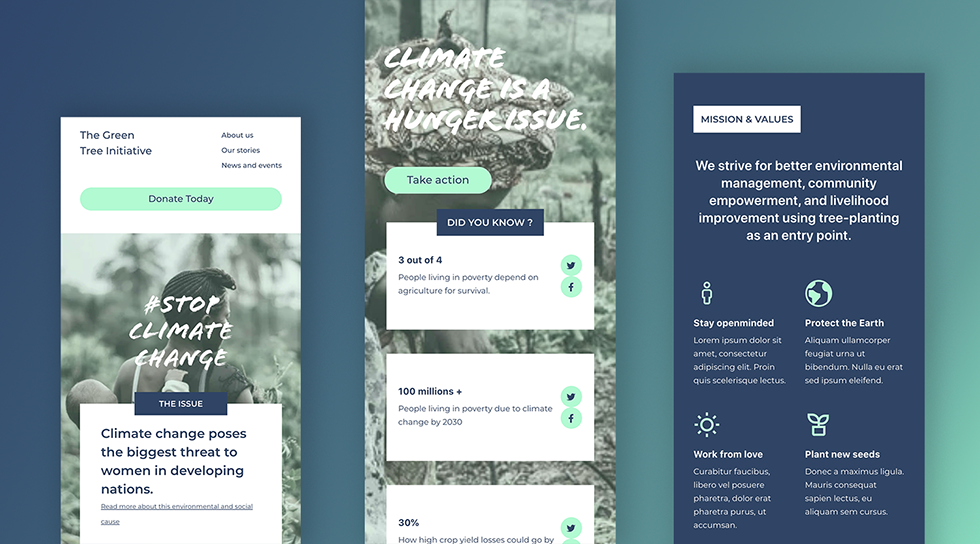 The Green
Tree Initiative
About us
Our stories
News and events
Donate Today
#STOP
CLIMATE
CHANGE
THE ISSUE
Climate change poses
the biggest threat to
women in developing
nations.
Read more about this environmental and social
cause
CLIMATE
CHANGE IS A
HUNGER ISSUE.
Take action
DID YOU KNOW ?
3 out of 4
People living in poverty depend on
agriculture for survival.
100 millions +
People living in poverty due to climate
change by 2030
30%
How high crop yield losses could go by
MISSION & VALUES
We strive for better environmental
management, community
empowerment, and livelihood
improvement using tree-planting
as an entry point.
Stay openminded
Lorem ipsum dolor sit
amet, consectetur
adipiscing elit. Proin
quis scelerisque lectus.
Protect the Earth
Aliquam ullamcorper
feugiat urna ut
bibendum. Nulla eu erat
sed ipsum eleifend.
Work from love
Curabitur faucibus,
libero vel posuere
pharetra, dolor erat
pharetra purus, ut
accumsan.
Plant new seeds
Donec a maximus ligula.
Mauris consequat
sapien lectus, eu
aliquam sem cursus.